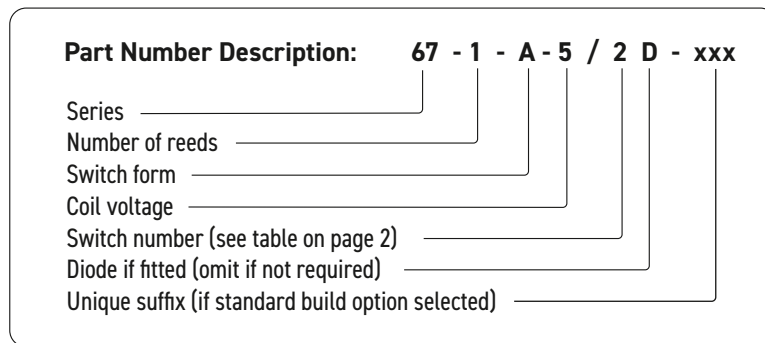 Part Number Description: 67 - 1 - A - 5 / 2 D - xxx
Series
Number of reeds
Switch form
Coil voltage
Switch number (see table on page 2)
Diode if fitted (omit if not required)
Unique suffix (if standard build option selected)